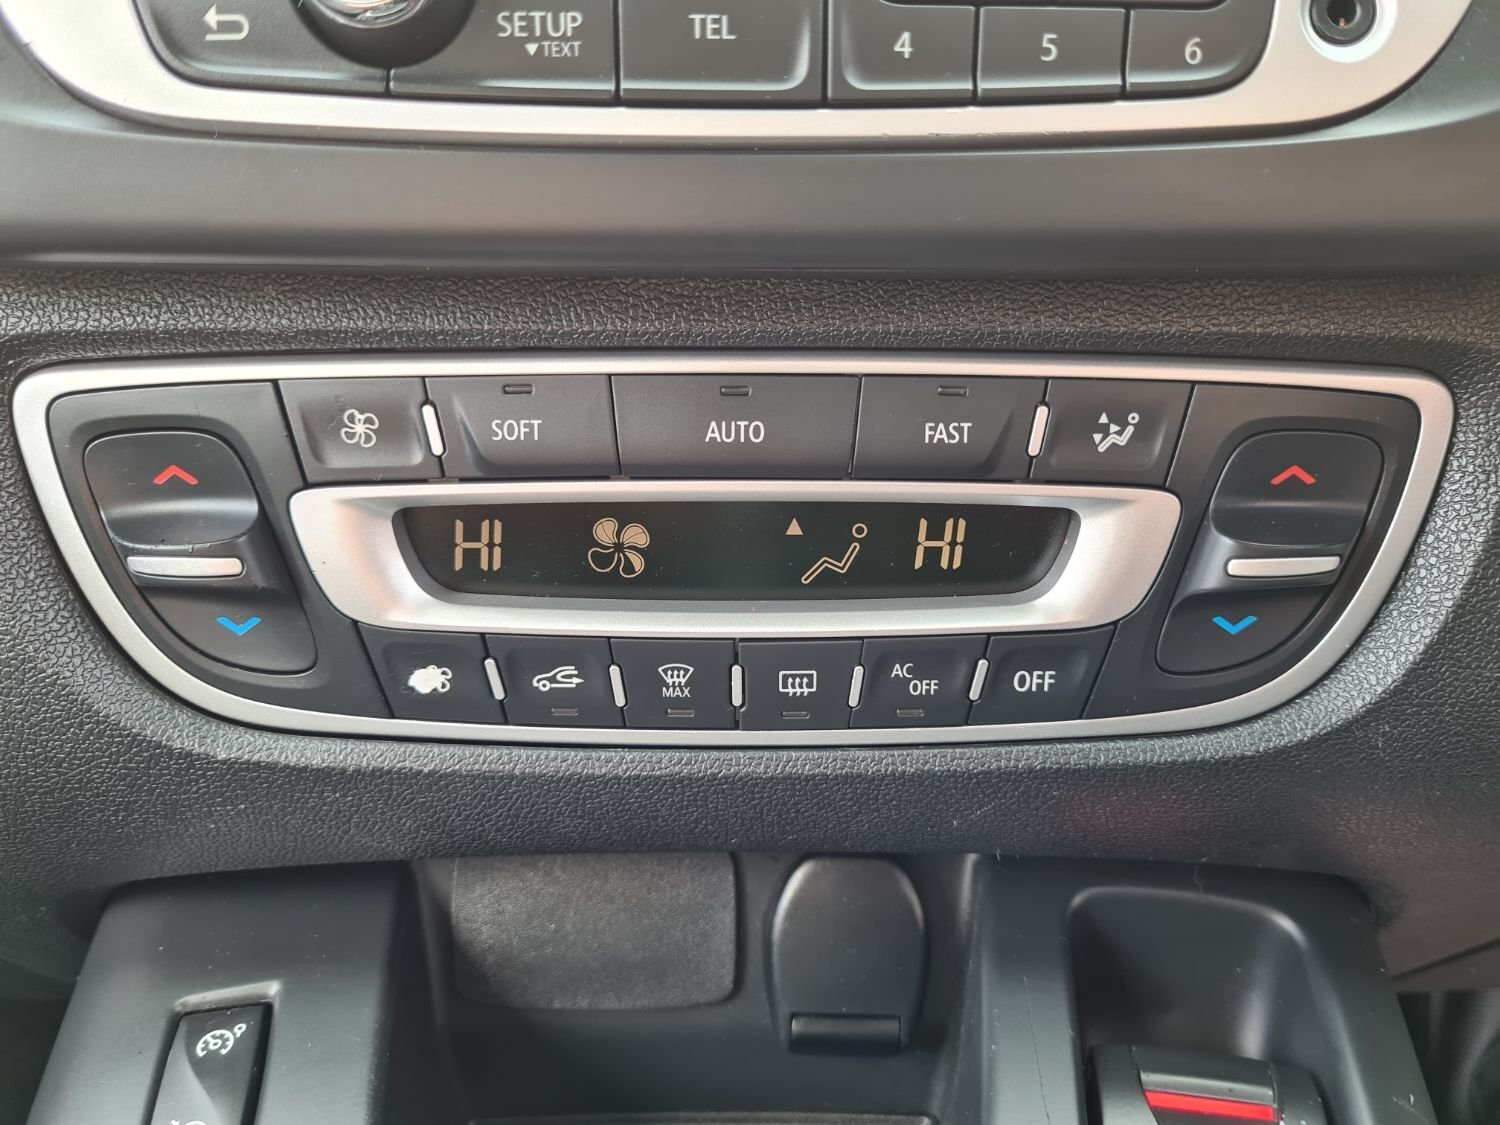 SETUP
▼TEXT
TEL
4
5
6
SOFT
AUTO
FAST
HI
HI
MAX
AC
OFF
OFF